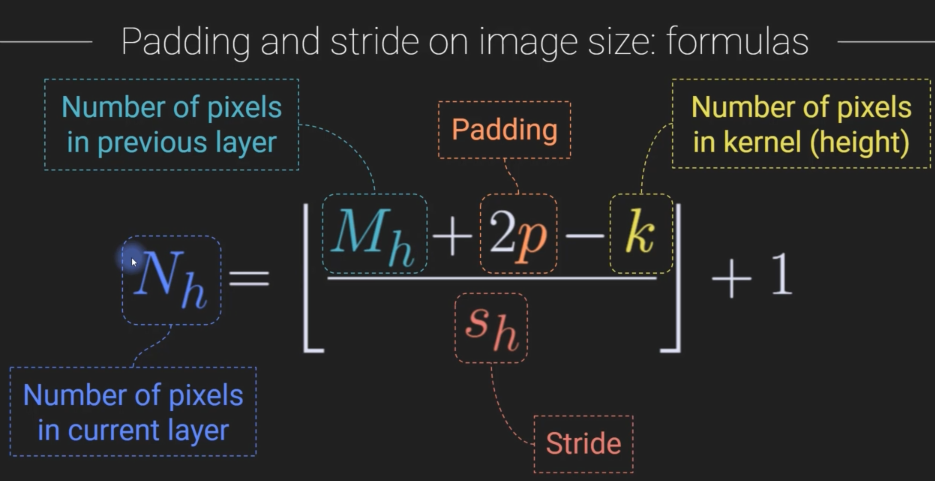 Padding and stride on image size: formulas
Number of pixels
in previous layer
Padding
Number of pixels
in kernel (height)
N_h = ⌊(M_h + 2p − k) / s_h⌋ + 1
Number of pixels
in current layer
Stride